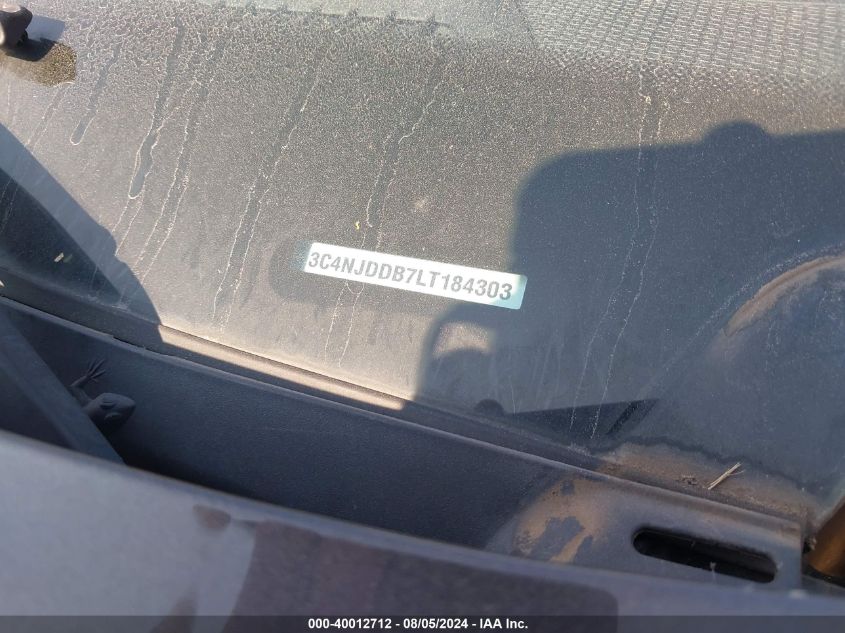 3C4NJDDB7LT184303
000-40012712 - 08/05/2024 - IAA Inc.